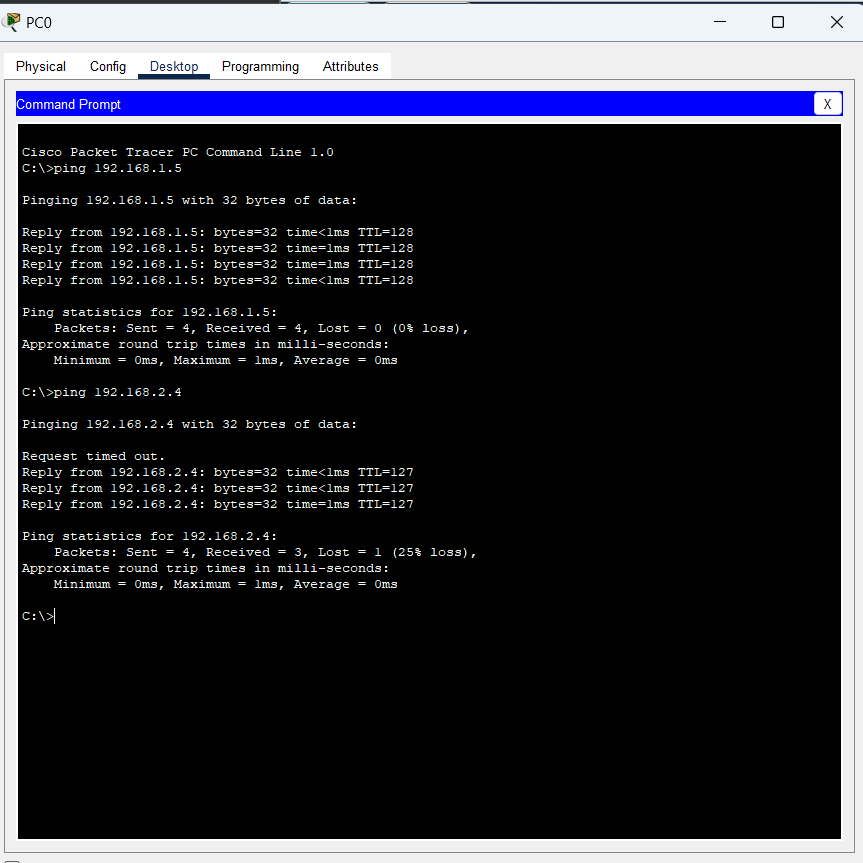 PC0
Physical Config Desktop Programming Attributes
Command Prompt X
Cisco Packet Tracer PC Command Line 1.0
C:\>ping 192.168.1.5
Pinging 192.168.1.5 with 32 bytes of data:
Reply from 192.168.1.5: bytes=32 time<1ms TTL=128
Reply from 192.168.1.5: bytes=32 time=1ms TTL=128
Reply from 192.168.1.5: bytes=32 time=1ms TTL=128
Reply from 192.168.1.5: bytes=32 time<1ms TTL=128
Ping statistics for 192.168.1.5:
    Packets: Sent = 4, Received = 4, Lost = 0 (0% loss),
Approximate round trip times in milli-seconds:
    Minimum = 0ms, Maximum = 1ms, Average = 0ms
C:\>ping 192.168.2.4
Pinging 192.168.2.4 with 32 bytes of data:
Request timed out.
Reply from 192.168.2.4: bytes=32 time<1ms TTL=127
Reply from 192.168.2.4: bytes=32 time<1ms TTL=127
Reply from 192.168.2.4: bytes=32 time=1ms TTL=127
Ping statistics for 192.168.2.4:
    Packets: Sent = 4, Received = 3, Lost = 1 (25% loss),
Approximate round trip times in milli-seconds:
    Minimum = 0ms, Maximum = 1ms, Average = 0ms
C:\>